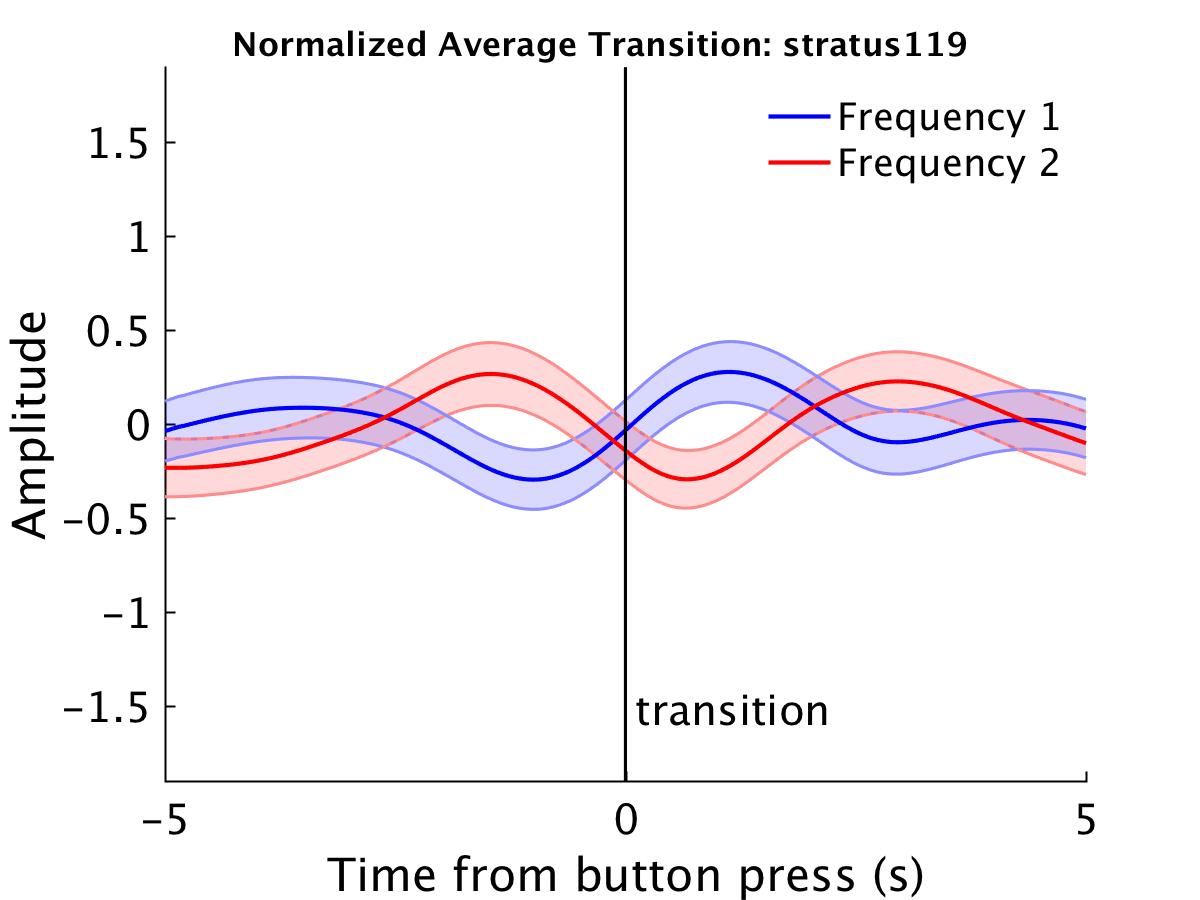 Normalized Average Transition: stratus119
Frequency 1
Frequency 2
1.5
1
0.5
0
−0.5
−1
−1.5
Amplitude
transition
−5
0
5
Time from button press (s)